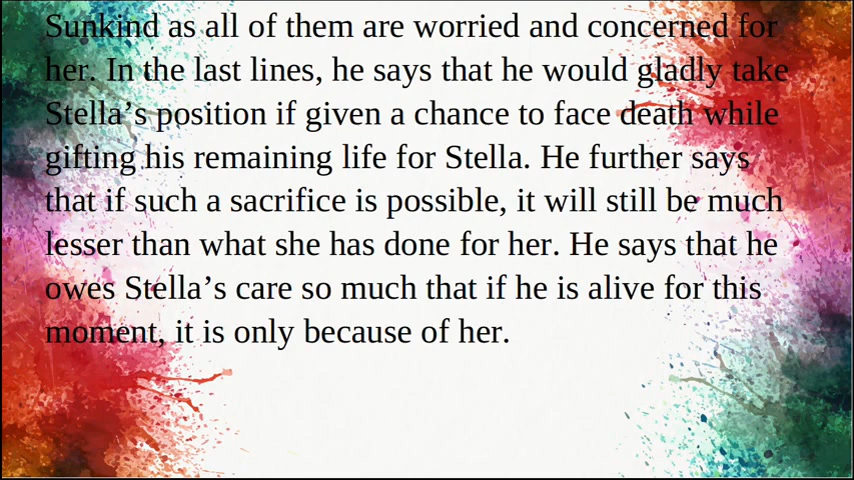 Sunkind as all of them are worried and concerned for
her. In the last lines, he says that he would gladly take
Stella’s position if given a chance to face death while
gifting his remaining life for Stella. He further says
that if such a sacrifice is possible, it will still be much
lesser than what she has done for her. He says that he
owes Stella’s care so much that if he is alive for this
moment, it is only because of her.